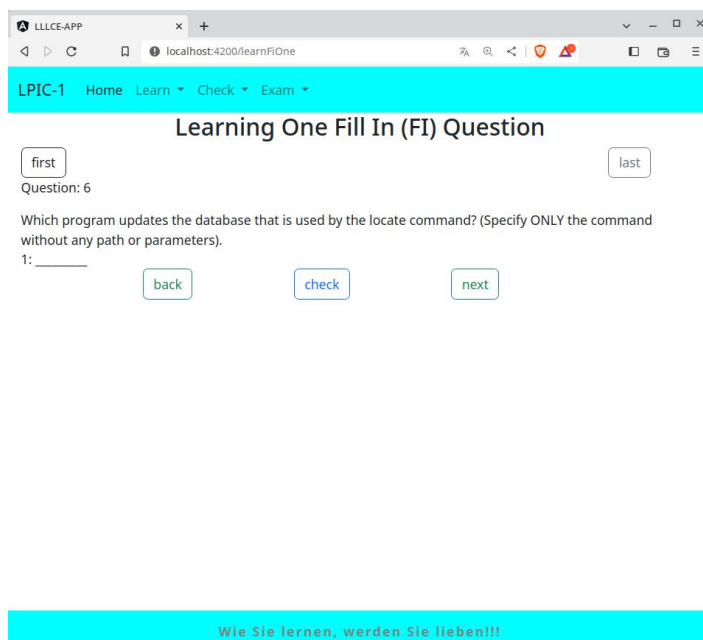 LLLCE-APP
localhost:4200/learnFiOne
LPIC-1 Home Learn Check Exam
Learning One Fill In (FI) Question
first last
Question: 6
Which program updates the database that is used by the locate command? (Specify ONLY the command
without any path or parameters).
1: _________
back check next
Wie Sie lernen, werden Sie lieben!!!